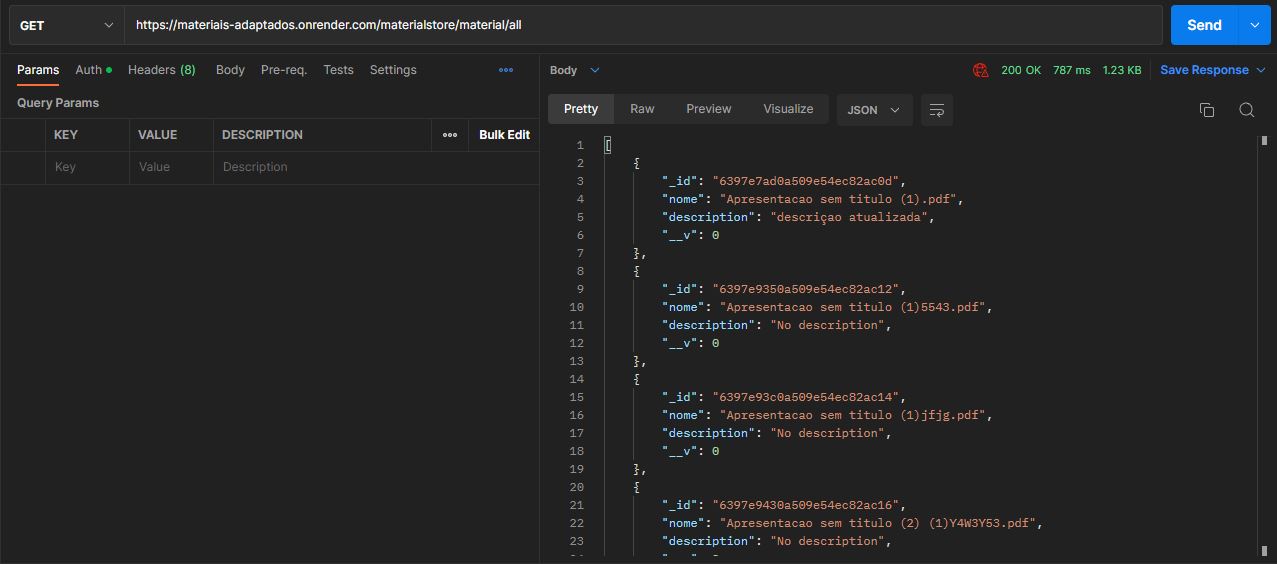 GET https://materiais-adaptados.onrender.com/materialstore/material/all Send
Params Auth Headers (8) Body Pre-req. Tests Settings
Query Params
KEY VALUE DESCRIPTION Bulk Edit
Key Value Description
Body 200 OK 787 ms 1.23 KB Save Response
Pretty Raw Preview Visualize JSON
1 [
2 {
3 "_id": "6397e7ad0a509e54ec82ac0d",
4 "nome": "Apresentacao sem titulo (1).pdf",
5 "description": "descriçao atualizada",
6 "__v": 0
7 },
8 {
9 "_id": "6397e9350a509e54ec82ac12",
10 "nome": "Apresentacao sem titulo (1)5543.pdf",
11 "description": "No description",
12 "__v": 0
13 },
14 {
15 "_id": "6397e93c0a509e54ec82ac14",
16 "nome": "Apresentacao sem titulo (1)jfjg.pdf",
17 "description": "No description",
18 "__v": 0
19 },
20 {
21 "_id": "6397e9430a509e54ec82ac16",
22 "nome": "Apresentacao sem titulo (2) (1)Y4W3Y53.pdf",
23 "description": "No description",